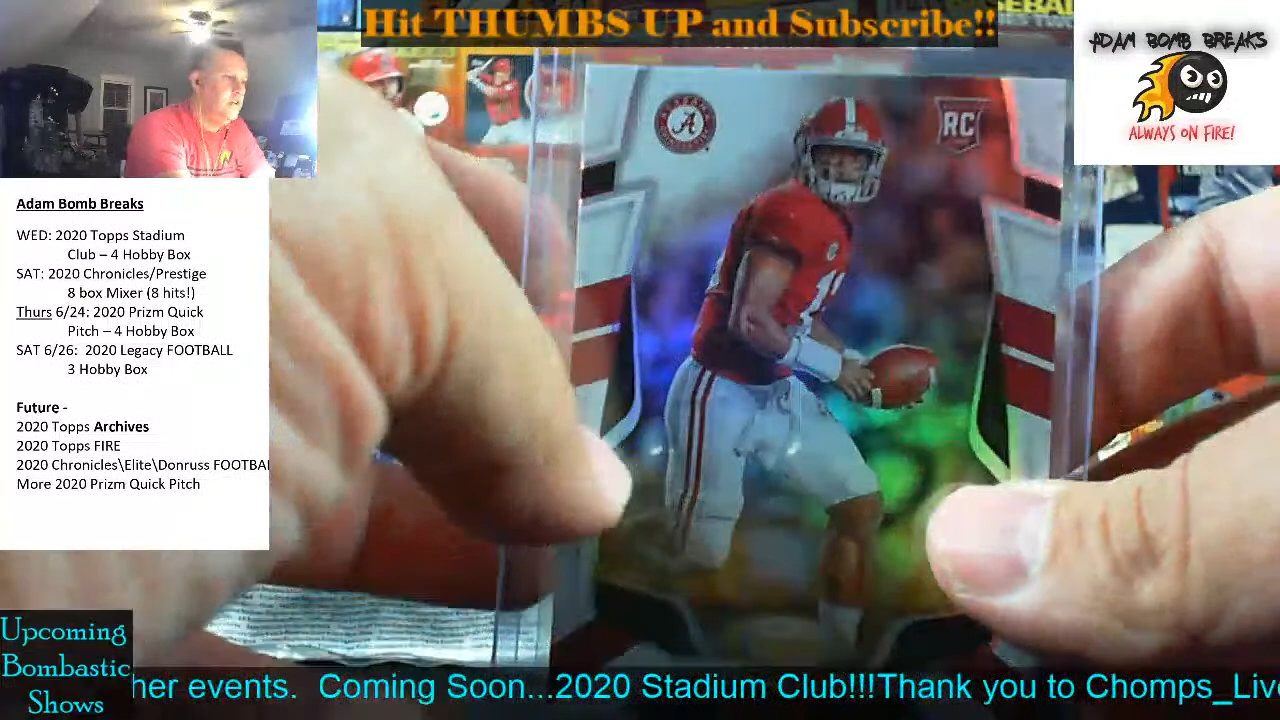 Hit THUMBS UP and Subscribe!!
ADAM BOMB BREAKS
ALWAYS ON FIRE!
A
RC
Adam Bomb Breaks
WED: 2020 Topps Stadium
Club – 4 Hobby Box
SAT: 2020 Chronicles/Prestige
8 box Mixer (8 hits!)
Thurs 6/24: 2020 Prizm Quick
Pitch – 4 Hobby Box
SAT 6/26:  2020 Legacy FOOTBALL
3 Hobby Box
Future -
2020 Topps Archives
2020 Topps FIRE
2020 Chronicles\Elite\Donruss FOOTBA
More 2020 Prizm Quick Pitch
Upcoming
Bombastic
Shows
her events.  Coming Soon...2020 Stadium Club!!!Thank you to Chomps_Liv